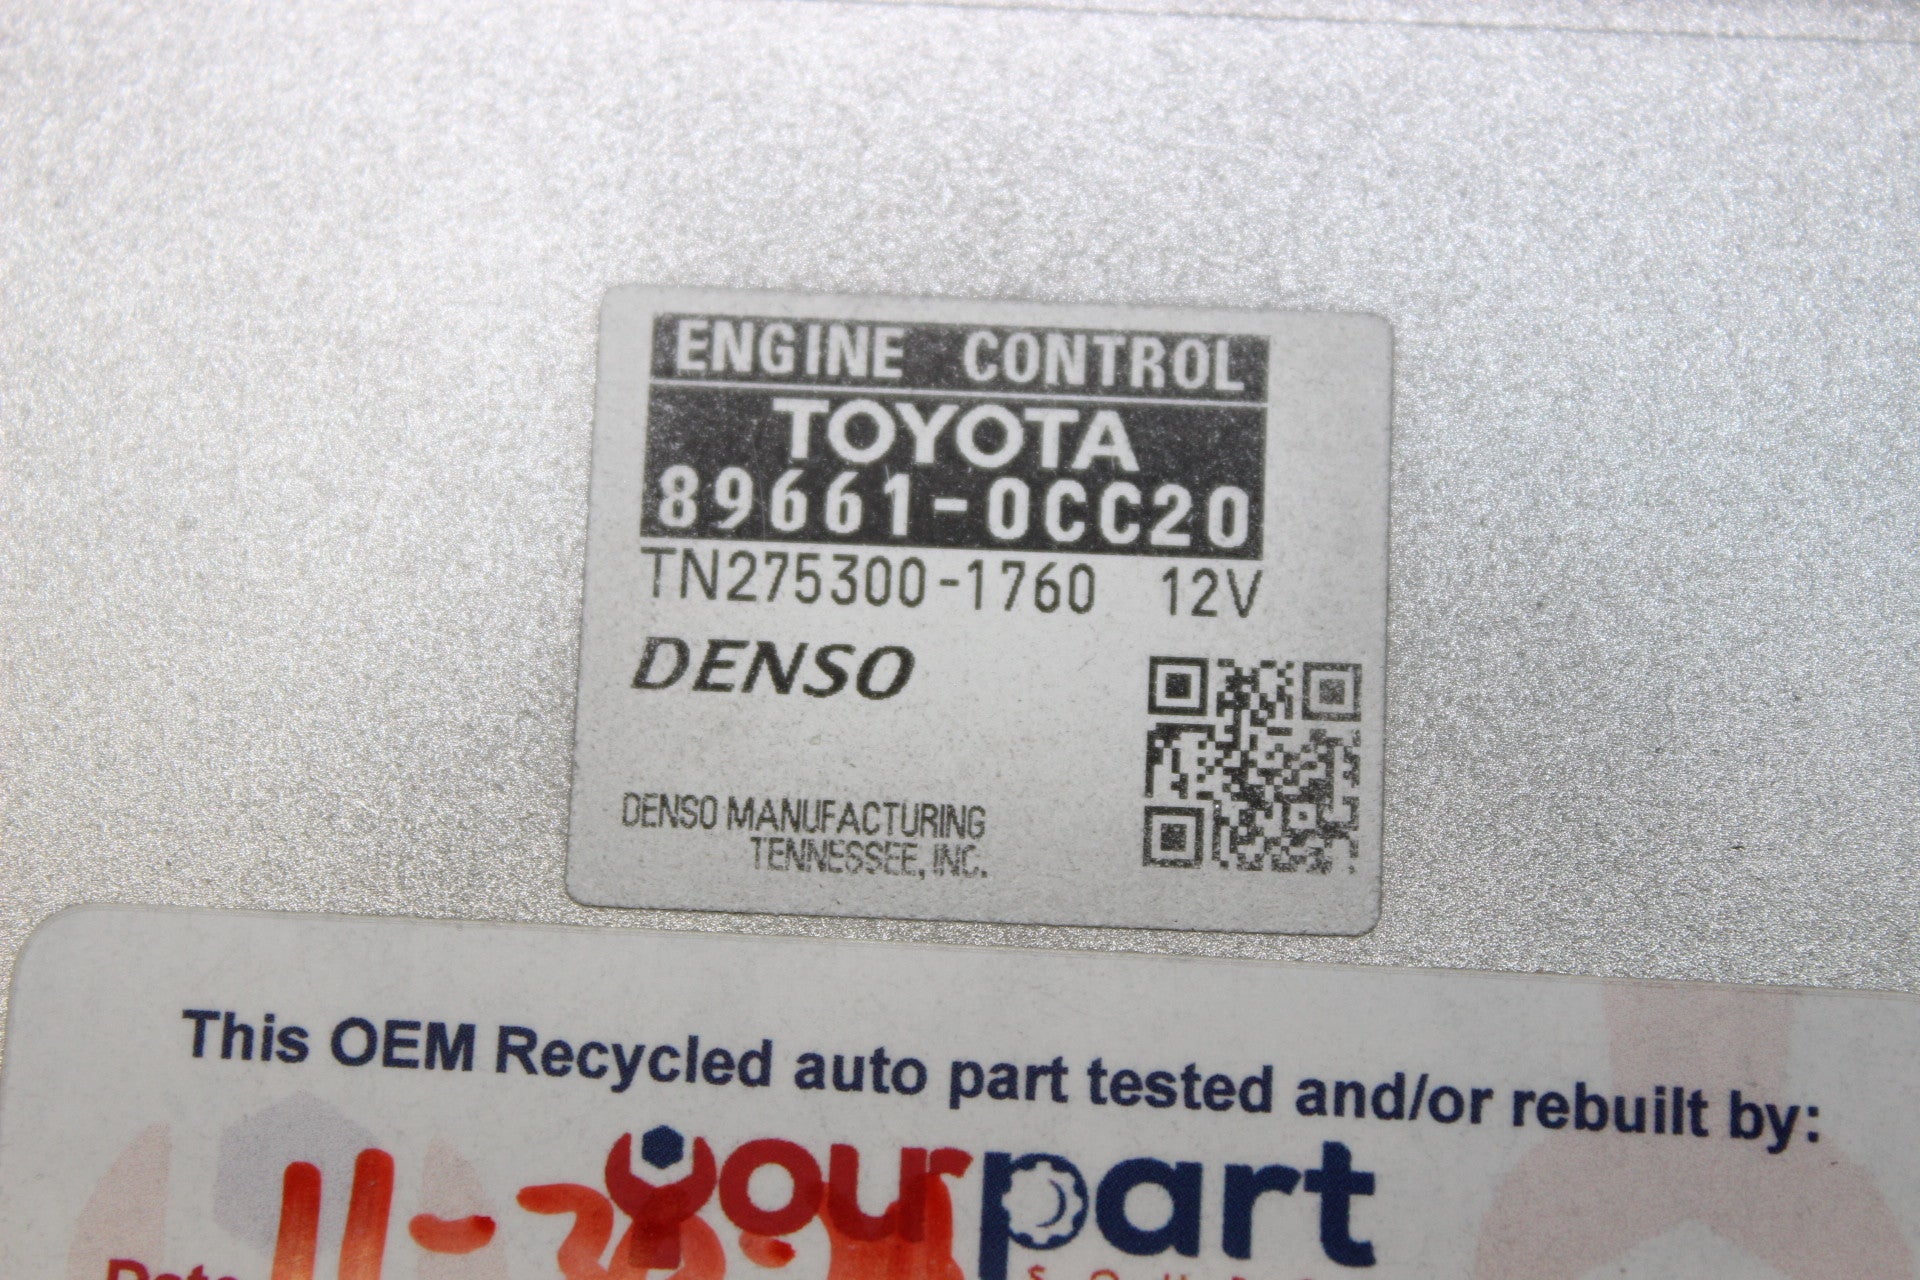 ENGINE CONTROL
TOYOTA
89661-0CC20
TN275300-1760 12V
DENSO
DENSO MANUFACTURING
TENNESSEE, INC.
This OEM Recycled auto part tested and/or rebuilt by:
yourpart